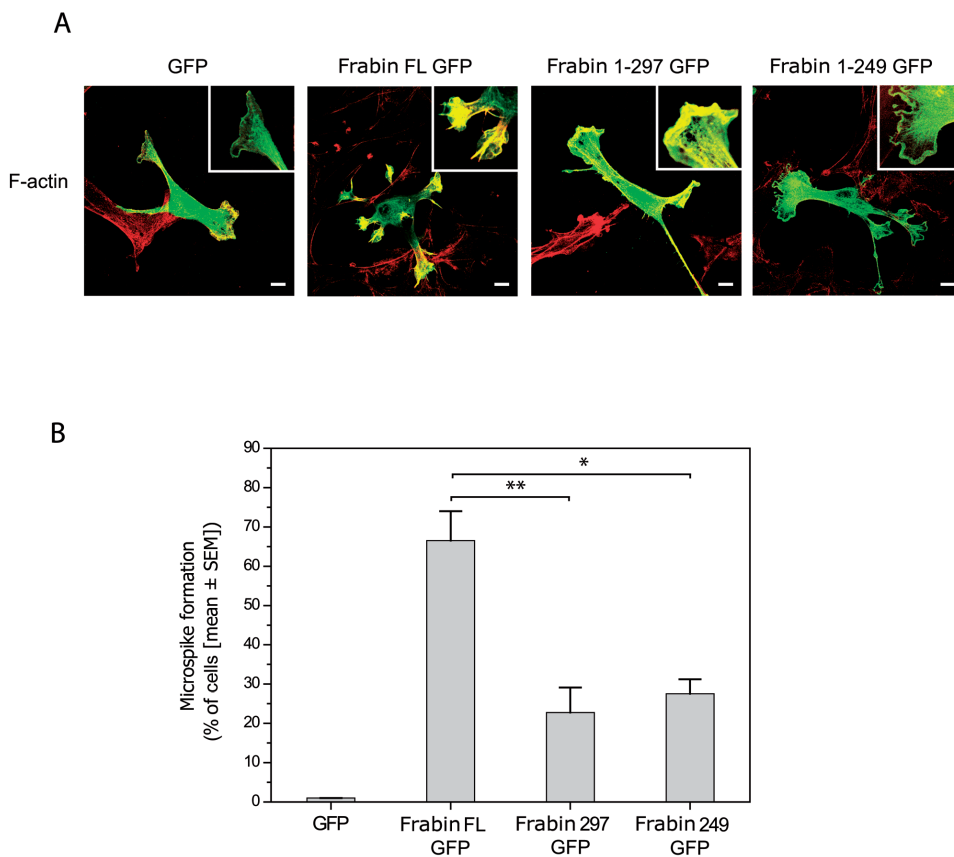 A
GFP
Frabin FL GFP
Frabin 1-297 GFP
Frabin 1-249 GFP
F-actin
B
Microspike formation
(% of cells [mean ± SEM])
90
80
70
60
50
40
30
20
10
0
*
**
GFP
Frabin FL
GFP
Frabin 297
GFP
Frabin 249
GFP